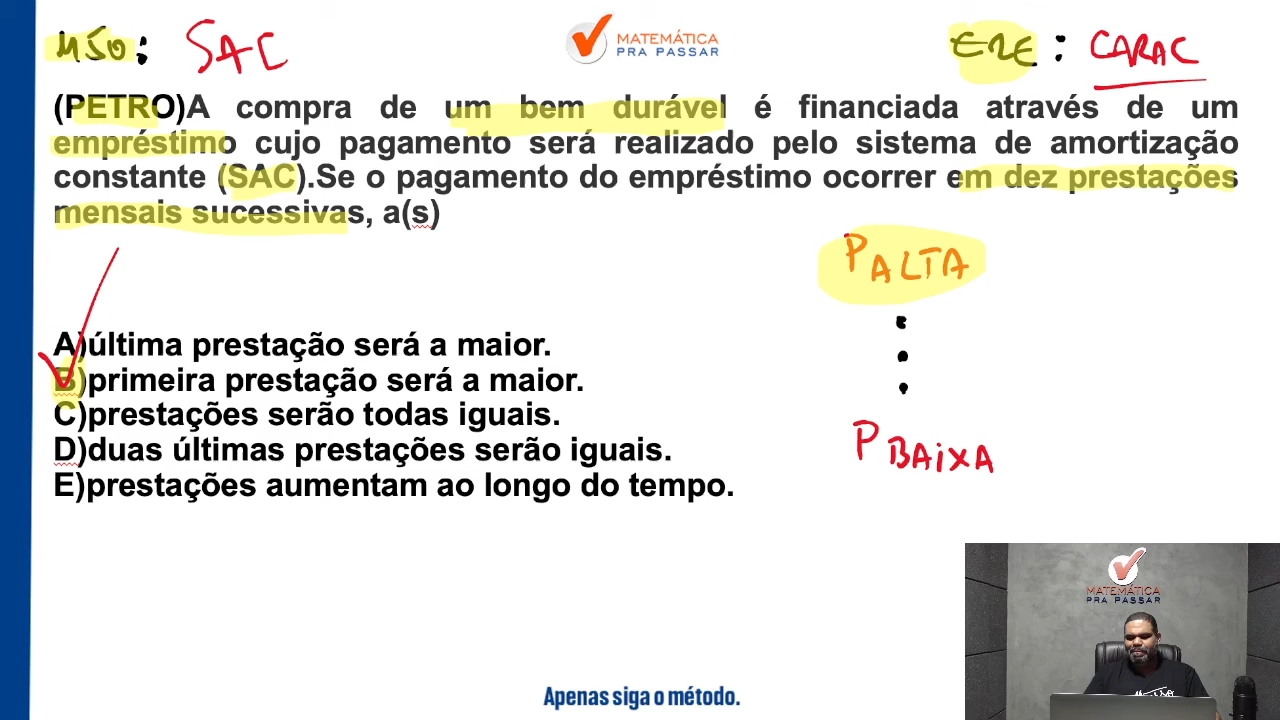 MSO: SAC
MATEMÁTICA
PRA PASSAR
ERE: CARAC
(PETRO)A compra de um bem durável é financiada através de um
empréstimo cujo pagamento será realizado pelo sistema de amortização
constante (SAC).Se o pagamento do empréstimo ocorrer em dez prestações
mensais sucessivas, a(s)
P ALTA
A)última prestação será a maior.
B)primeira prestação será a maior.
C)prestações serão todas iguais.
D)duas últimas prestações serão iguais.
E)prestações aumentam ao longo do tempo.
P BAIXA
MATEMÁTICA
PRA PASSAR
Apenas siga o método.